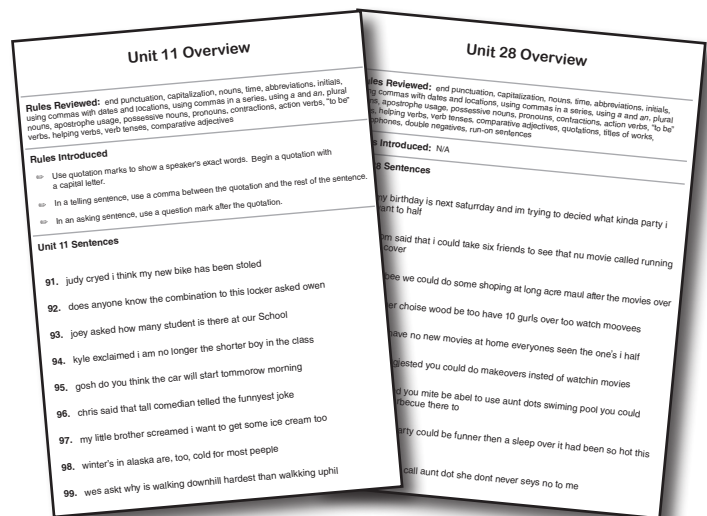 Unit 11 Overview
Rules Reviewed: end punctuation, capitalization, nouns, time, abbreviations, initials,
using commas with dates and locations, using commas in a series, using a and an, plural
nouns, apostrophe usage, possessive nouns, pronouns, contractions, action verbs, "to be"
verbs, helping verbs, verb tenses, comparative adjectives
Rules Introduced
Use quotation marks to show a speaker's exact words. Begin a quotation with
a capital letter.
In a telling sentence, use a comma between the quotation and the rest of the sentence.
In an asking sentence, use a question mark after the quotation.
Unit 11 Sentences
91. judy cryed i think my new bike has been stoled
92. does anyone know the combination to this locker asked owen
93. joey asked how many student is there at our School
94. kyle exclaimed i am no longer the shorter boy in the class
95. gosh do you think the car will start tommorow morning
96. chris said that tall comedian telled the funnyest joke
97. my little brother screamed i want to get some ice cream too
98. winter's in alaska are, too, cold for most peeple
99. wes askt why is walking downhill hardest than walkking uphil
Unit 28 Overview
Reviewed: end punctuation, capitalization, nouns, time, abbreviations, initials,
commas with dates and locations, using commas in a series, using a and an, plural
apostrophe usage, possessive nouns, pronouns, contractions, action verbs, "to be"
helping verbs, verb tenses, comparative adjectives, quotations, titles of works,
double negatives, run-on sentences
Introduced: N/A
Sentences
birthday is next saturrday and im trying to decied what kinda party i
to half
said that i could take six friends to see that nu movie called running
cover
we could do some shoping at long acre maul after the movies over
choise wood be too have 10 gurls over too watch moovees
no new movies at home everyones seen the one's i half
you could do makeovers insted of watchin movies
you mite be abel to use aunt dots swiming pool you could
there to
could be funner then a sleep over it had been so hot this
call aunt dot she dont never seys no to me